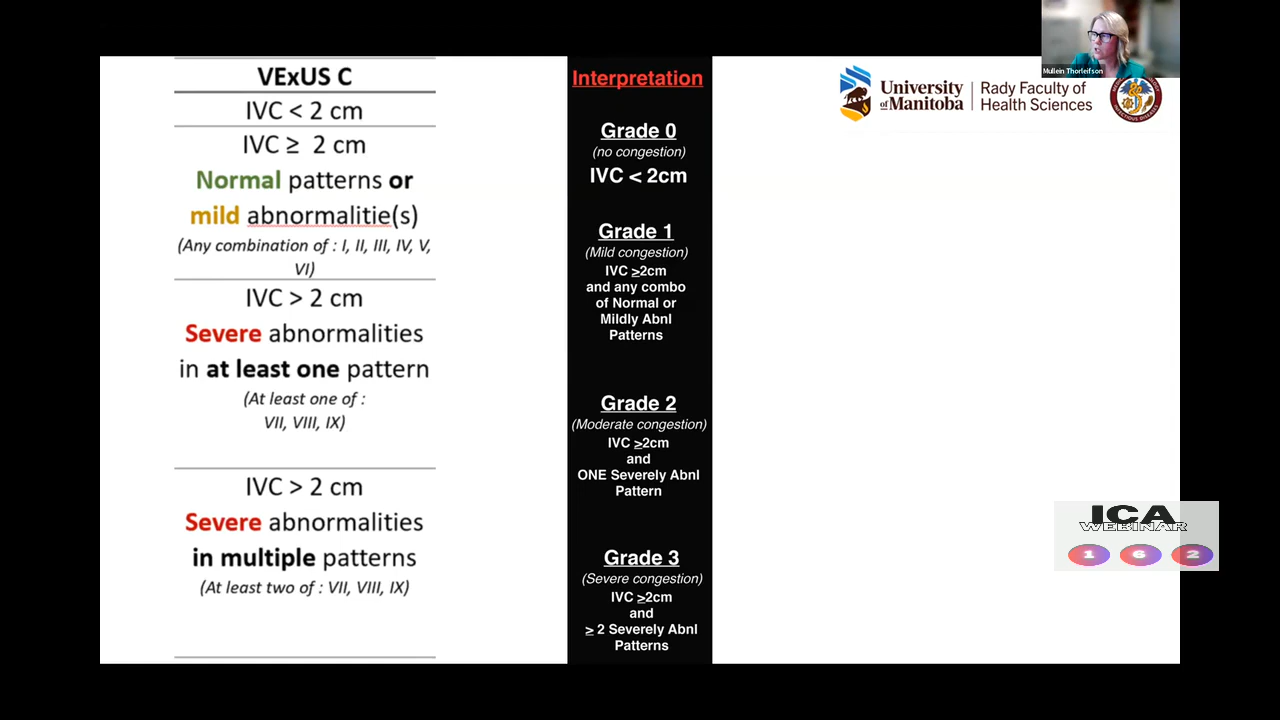 VExUS C
IVC < 2 cm
IVC ≥ 2 cm
Normal patterns or
mild abnormalitie(s)
(Any combination of : I, II, III, IV, V,
VI)
IVC > 2 cm
Severe abnormalities
in at least one pattern
(At least one of :
VII, VIII, IX)
IVC > 2 cm
Severe abnormalities
in multiple patterns
(At least two of : VII, VIII, IX)
Interpretation
Grade 0
(no congestion)
IVC < 2cm
Grade 1
(Mild congestion)
IVC ≥2cm
and any combo
of Normal or
Mildly Abnl
Patterns
Grade 2
(Moderate congestion)
IVC ≥2cm
and
ONE Severely Abnl
Pattern
Grade 3
(Severe congestion)
IVC ≥2cm
and
≥ 2 Severely Abnl
Patterns
University
of Manitoba
Rady Faculty of
Health Sciences
Mullein Thorleifson
ICA
WEBINAR
1 6 2